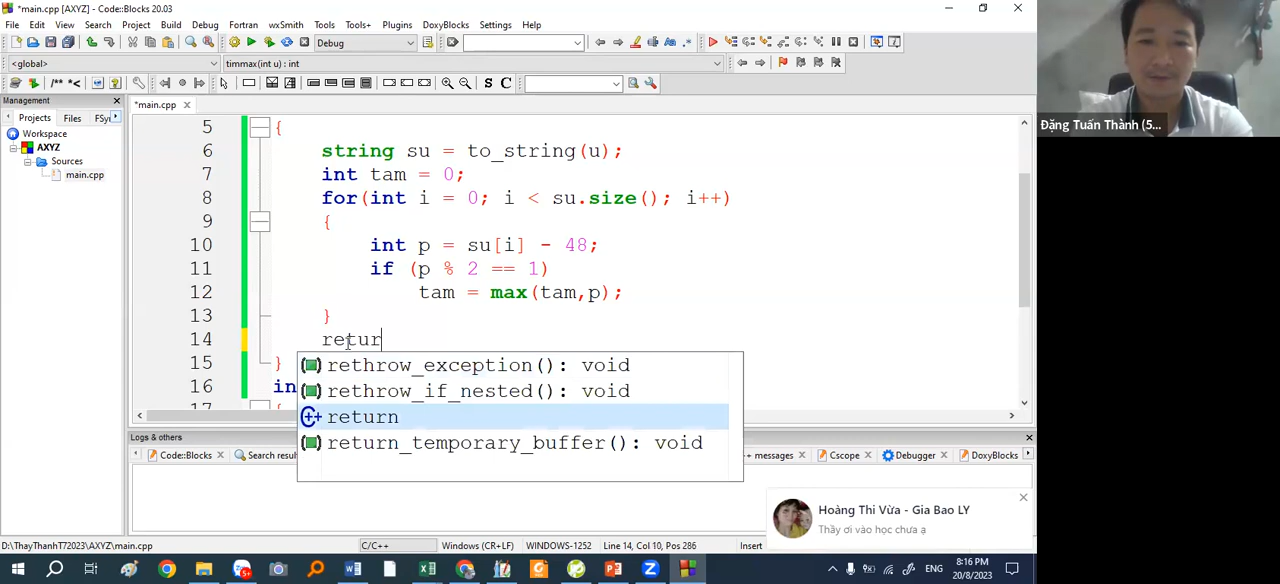 *main.cpp [AXYZ] - Code::Blocks 20.03
File Edit View Search Project Build Debug Fortran wxSmith Tools Tools+ Plugins DoxyBlocks Settings Help
Debug
<global>
timmax(int u) : int
/** *<
S C
Management
*main.cpp
Projects Files FSy
Workspace
AXYZ
Sources
main.cpp
5 {
6 string su = to_string(u);
7 int tam = 0;
8 for(int i = 0; i < su.size(); i++)
9 {
10 int p = su[i] - 48;
11 if (p % 2 == 1)
12 tam = max(tam,p);
13 }
14 retur
15 }
16 in
17 {
rethrow_exception(): void
rethrow_if_nested(): void
return
return_temporary_buffer(): void
Đặng Tuấn Thành (5...
Logs & others
Code::Blocks Search resul
+ messages Cscope Debugger DoxyBlocks
Hoàng Thi Vừa - Gia Bao LY
Thầy ơi vào học chưa ạ
D:\ThayThanhT72023\AXYZ\main.cpp C/C++ Windows (CR+LF) WINDOWS-1252 Line 14, Col 10, Pos 286 Insert
ENG 8:16 PM
20/8/2023